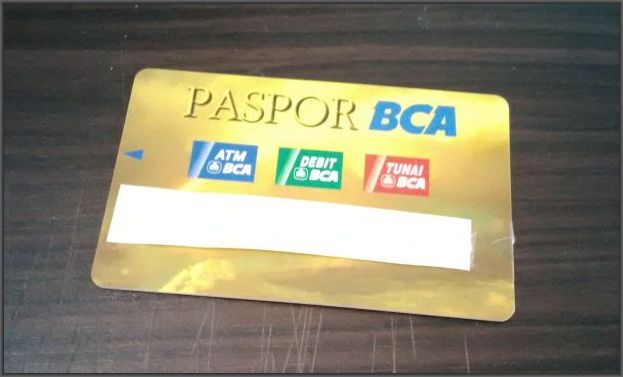 PASPOR BCA
ATM BCA
DEBIT BCA
TUNAI BCA